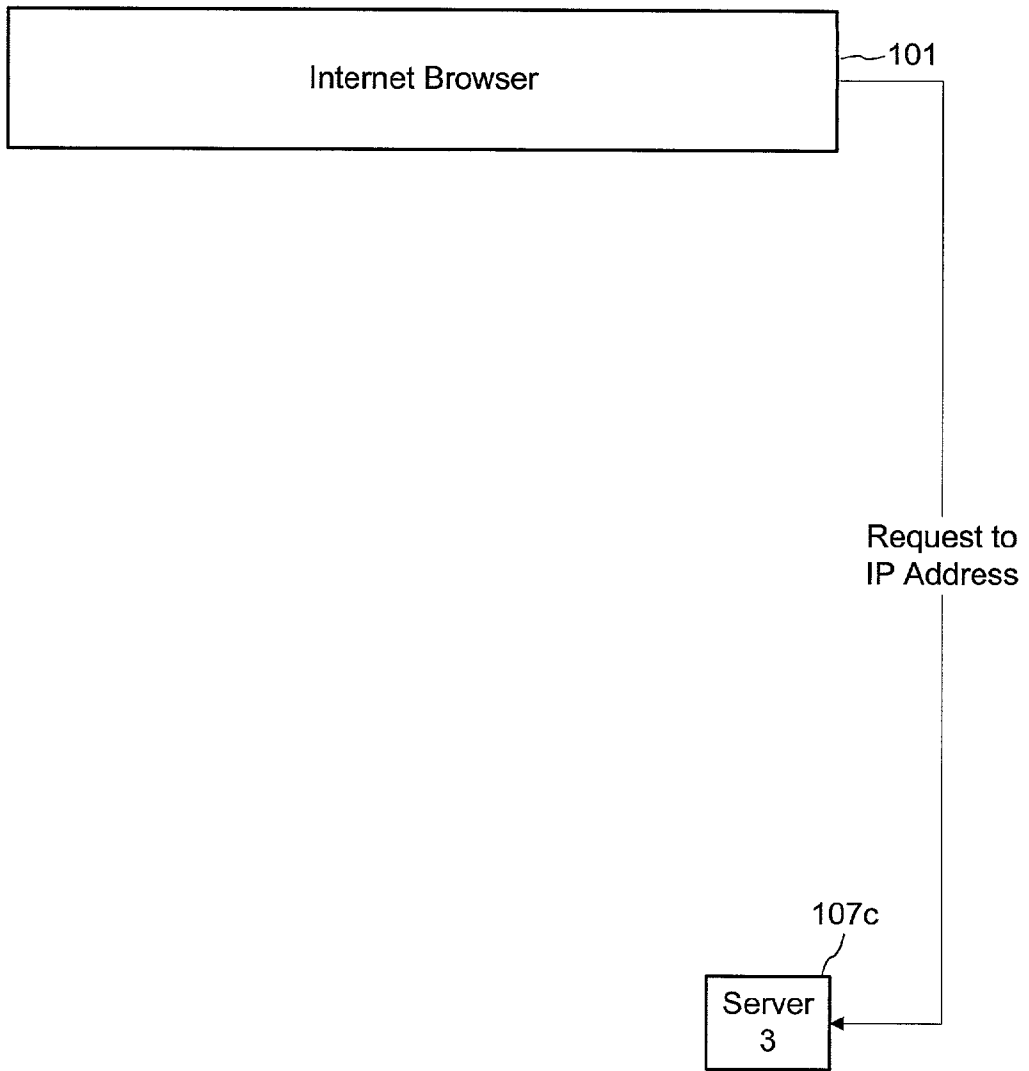 Internet Browser
101
Request to
IP Address
107c
Server
3